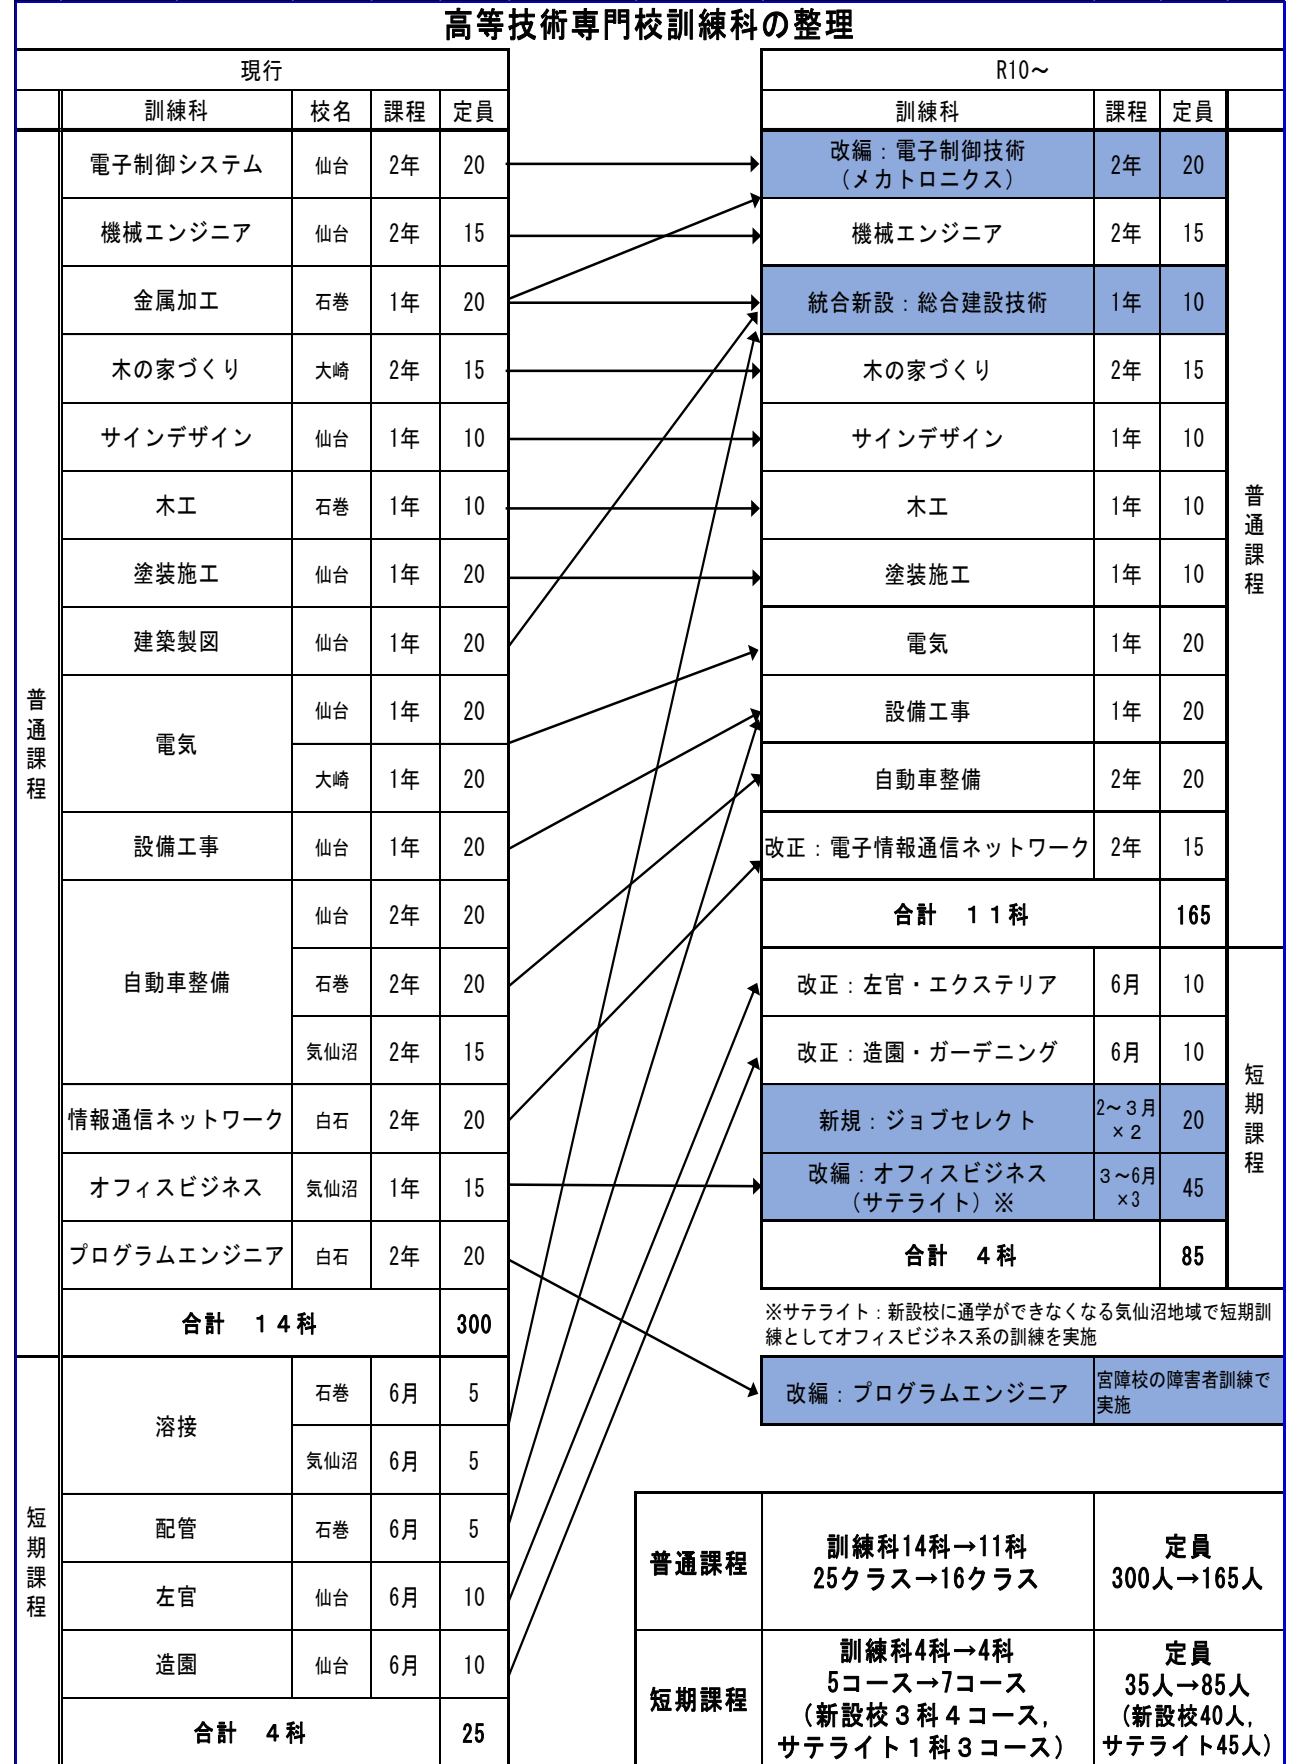 高等技術専門校訓練科の整理
現行
訓練科 校名 課程 定員
普通課程
電子制御システム 仙台 2年 20
機械エンジニア 仙台 2年 15
金属加工 石巻 1年 20
木の家づくり 大崎 2年 15
サインデザイン 仙台 1年 10
木工 石巻 1年 10
塗装施工 仙台 1年 20
建築製図 仙台 1年 20
電気 仙台 1年 20
大崎 1年 20
設備工事 仙台 1年 20
自動車整備 仙台 2年 20
石巻 2年 20
気仙沼 2年 15
情報通信ネットワーク 白石 2年 20
オフィスビジネス 気仙沼 1年 15
プログラムエンジニア 白石 2年 20
合計 14科 300
短期課程
溶接 石巻 6月 5
気仙沼 6月 5
配管 石巻 6月 5
左官 仙台 6月 10
造園 仙台 6月 10
合計 4科 25
R10～
訓練科 課程 定員
普通課程
改編：電子制御技術
（メカトロニクス） 2年 20
機械エンジニア 2年 15
統合新設：総合建設技術 1年 10
木の家づくり 2年 15
サインデザイン 1年 10
木工 1年 10
塗装施工 1年 10
電気 1年 20
設備工事 1年 20
自動車整備 2年 20
改正：電子情報通信ネットワーク 2年 15
合計 １１科 165
短期課程
改正：左官・エクステリア 6月 10
改正：造園・ガーデニング 6月 10
新規：ジョブセレクト 2～３月
×２ 20
改編：オフィスビジネス
（サテライト）※ ３～6月
×3 45
合計 ４科 85
※サテライト：新設校に通学ができなくなる気仙沼地域で短期訓
練としてオフィスビジネス系の訓練を実施
改編：プログラムエンジニア 宮障校の障害者訓練で
実施
普通課程
訓練科14科→11科
25クラス→16クラス
定員
300人→165人
短期課程
訓練科4科→4科
5コース→7コース
（新設校３科４コース，
サテライト１科３コース）
定員
35人→85人
（新設校40人，
サテライト45人）